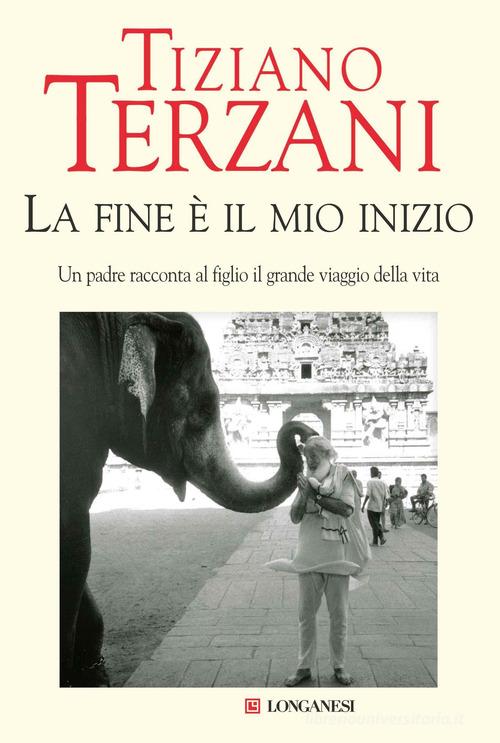 TIZIANO
TERZANI
LA FINE È IL MIO INIZIO
Un padre racconta al figlio il grande viaggio della vita
LONGANESI
libreriauniversitaria.it